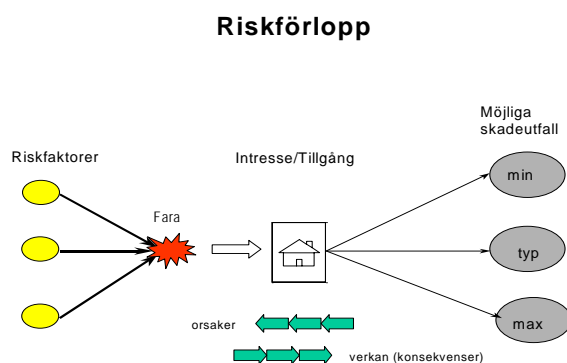 Riskförlopp
Möjliga
skadeutfall
Riskfaktorer
Intresse/Tillgång
min
Fara
typ
orsaker
max
verkan (konsekvenser)